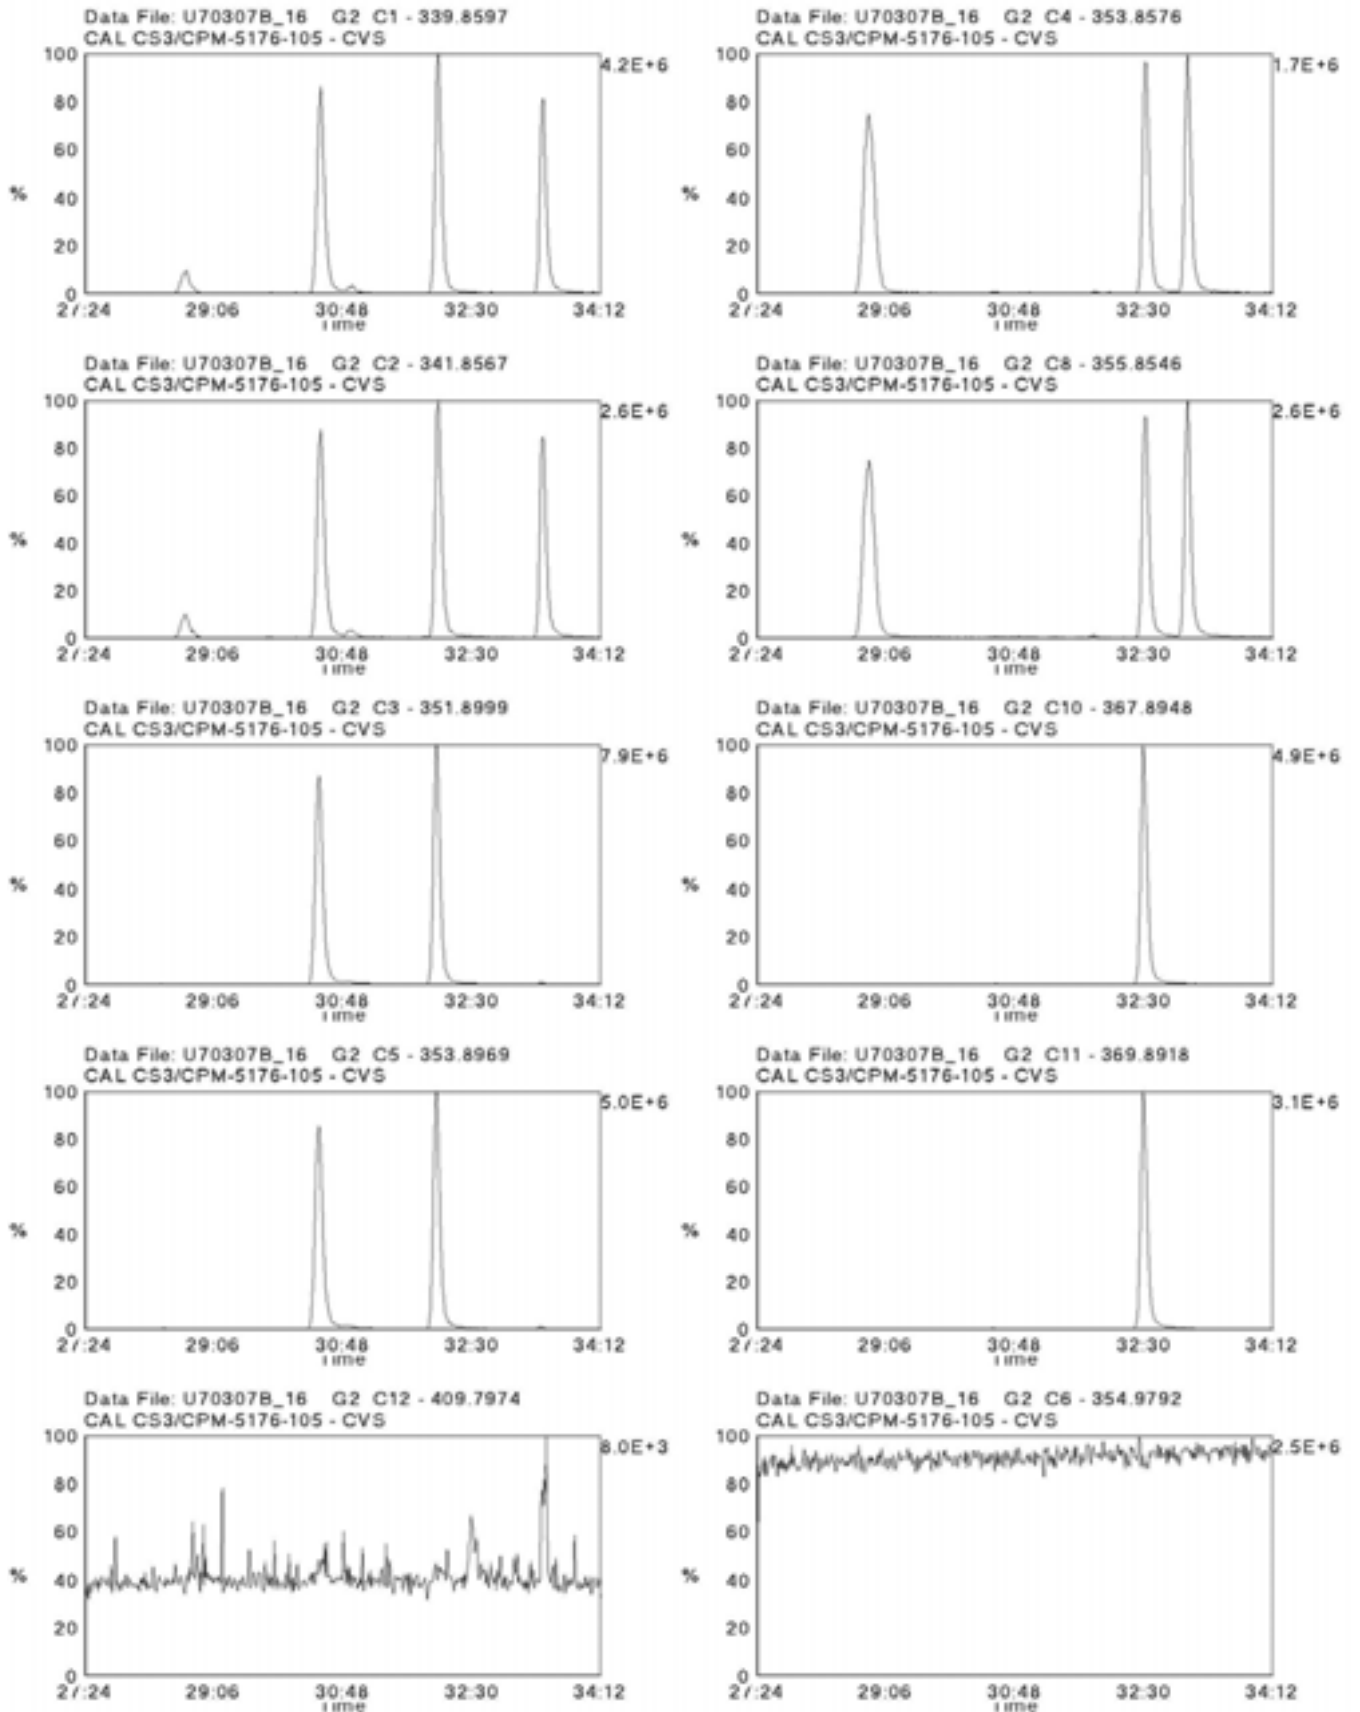 Data File: U70307B_16 G2 C1 - 339.8597
CAL CS3/CPM-5176-105 - CVS
100
4.2E+6
80
60
%
40
20
0
27:24 29:06 30:48 32:30 34:12
Time
Data File: U70307B_16 G2 C4 - 353.8576
CAL CS3/CPM-5176-105 - CVS
100
1.7E+6
80
60
%
40
20
0
27:24 29:06 30:48 32:30 34:12
Time
Data File: U70307B_16 G2 C2 - 341.8567
CAL CS3/CPM-5176-105 - CVS
100
2.6E+6
80
60
%
40
20
0
27:24 29:06 30:48 32:30 34:12
Time
Data File: U70307B_16 G2 C8 - 355.8546
CAL CS3/CPM-5176-105 - CVS
100
2.6E+6
80
60
%
40
20
0
27:24 29:06 30:48 32:30 34:12
Time
Data File: U70307B_16 G2 C3 - 351.8999
CAL CS3/CPM-5176-105 - CVS
100
7.9E+6
80
60
%
40
20
0
27:24 29:06 30:48 32:30 34:12
Time
Data File: U70307B_16 G2 C10 - 367.8948
CAL CS3/CPM-5176-105 - CVS
100
4.9E+6
80
60
%
40
20
0
27:24 29:06 30:48 32:30 34:12
Time
Data File: U70307B_16 G2 C5 - 353.8969
CAL CS3/CPM-5176-105 - CVS
100
5.0E+6
80
60
%
40
20
0
27:24 29:06 30:48 32:30 34:12
Time
Data File: U70307B_16 G2 C11 - 369.8918
CAL CS3/CPM-5176-105 - CVS
100
3.1E+6
80
60
%
40
20
0
27:24 29:06 30:48 32:30 34:12
Time
Data File: U70307B_16 G2 C12 - 409.7974
CAL CS3/CPM-5176-105 - CVS
100
8.0E+3
80
60
%
40
20
0
27:24 29:06 30:48 32:30 34:12
Time
Data File: U70307B_16 G2 C6 - 354.9792
CAL CS3/CPM-5176-105 - CVS
100
2.5E+6
80
60
%
40
20
0
27:24 29:06 30:48 32:30 34:12
Time